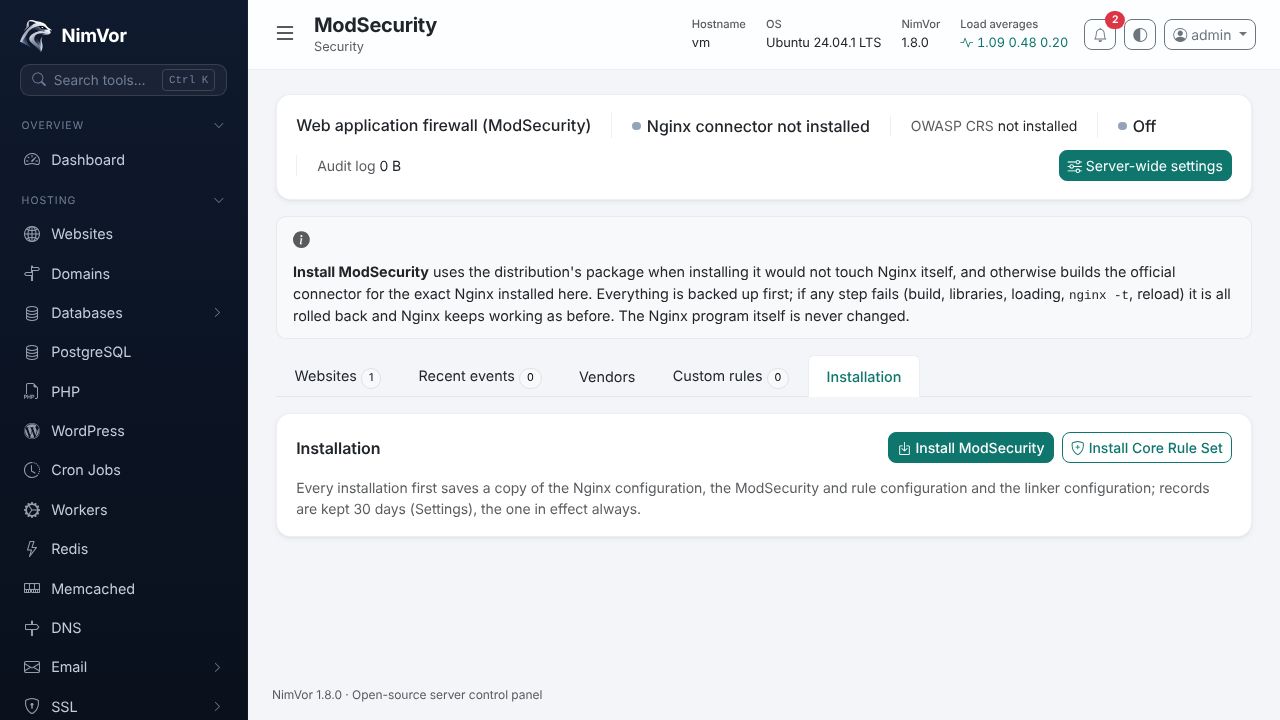 NimVor
Search tools... Ctrl K
OVERVIEW
Dashboard
HOSTING
Websites
Domains
Databases
PostgreSQL
PHP
WordPress
Cron Jobs
Workers
Redis
Memcached
DNS
Email
SSL
ModSecurity
Security
Hostname
vm
OS
Ubuntu 24.04.1 LTS
NimVor
1.8.0
Load averages
1.09 0.48 0.20
2
admin
Web application firewall (ModSecurity)
Nginx connector not installed
OWASP CRS not installed
Off
Audit log 0 B
Server-wide settings
Install ModSecurity uses the distribution's package when installing it would not touch Nginx itself, and otherwise builds the official
connector for the exact Nginx installed here. Everything is backed up first; if any step fails (build, libraries, loading, nginx -t, reload) it is all
rolled back and Nginx keeps working as before. The Nginx program itself is never changed.
Websites 1
Recent events 0
Vendors
Custom rules 0
Installation
Installation
Install ModSecurity
Install Core Rule Set
Every installation first saves a copy of the Nginx configuration, the ModSecurity and rule configuration and the linker configuration; records
are kept 30 days (Settings), the one in effect always.
NimVor 1.8.0 · Open-source server control panel